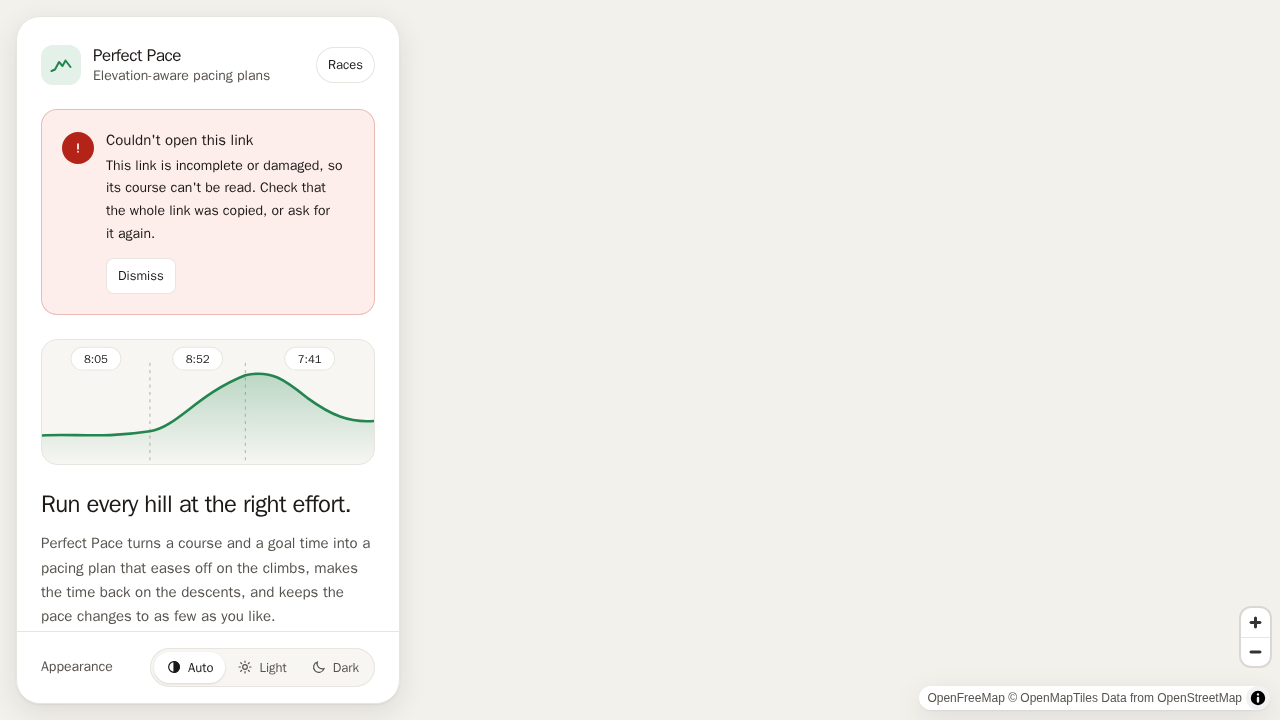 Perfect Pace
Elevation-aware pacing plans
Races
!
Couldn't open this link
This link is incomplete or damaged, so
its course can't be read. Check that
the whole link was copied, or ask for
it again.
Dismiss
8:05
8:52
7:41
Run every hill at the right effort.
Perfect Pace turns a course and a goal time into a
pacing plan that eases off on the climbs, makes
the time back on the descents, and keeps the
pace changes to as few as you like.
Appearance
Auto
Light
Dark
OpenFreeMap © OpenMapTiles Data from OpenStreetMap